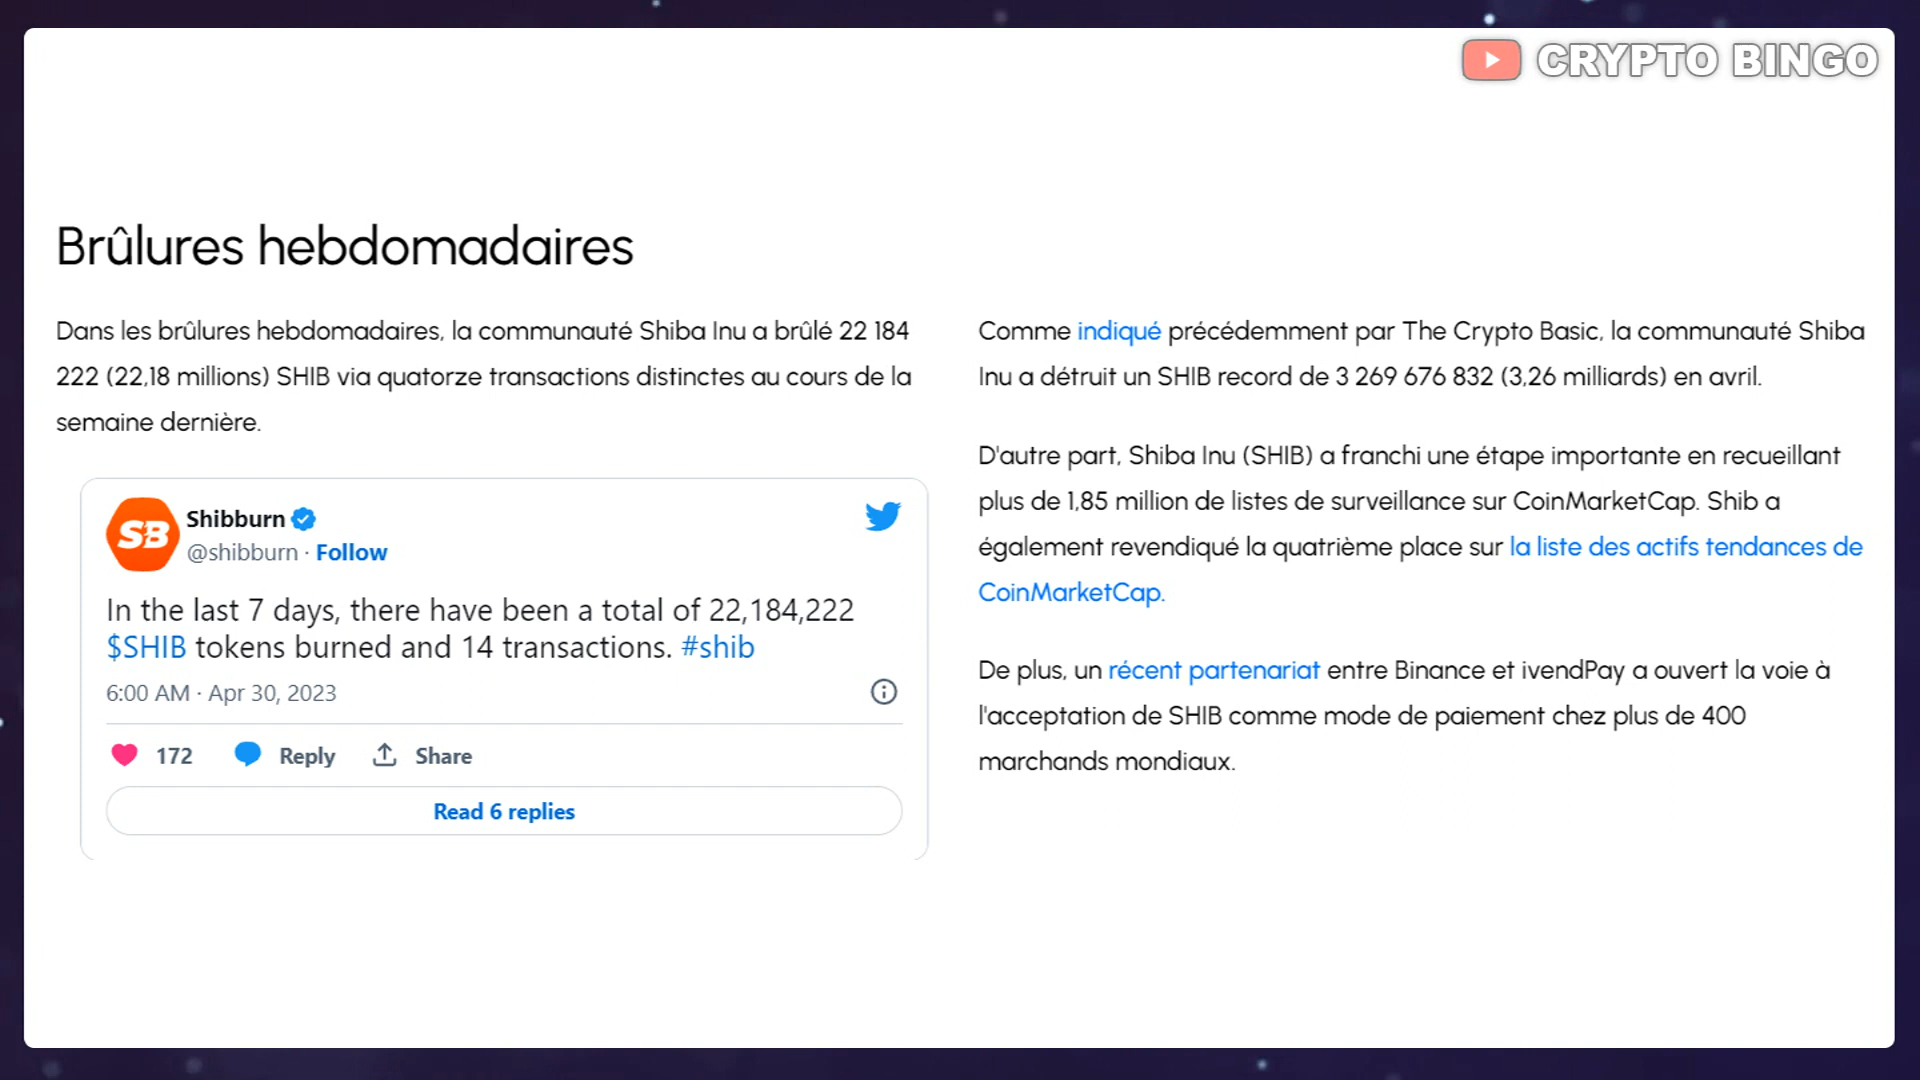 CRYPTO BINGO
Brûlures hebdomadaires
Dans les brûlures hebdomadaires, la communauté Shiba Inu a brûlé 22 184
222 (22,18 millions) SHIB via quatorze transactions distinctes au cours de la
semaine dernière.
SB
Shibburn
@shibburn · Follow
In the last 7 days, there have been a total of 22,184,222
$SHIB tokens burned and 14 transactions. #shib
6:00 AM · Apr 30, 2023
172 Reply Share
Read 6 replies
Comme indiqué précédemment par The Crypto Basic, la communauté Shiba
Inu a détruit un SHIB record de 3 269 676 832 (3,26 milliards) en avril.
D'autre part, Shiba Inu (SHIB) a franchi une étape importante en recueillant
plus de 1,85 million de listes de surveillance sur CoinMarketCap. Shib a
également revendiqué la quatrième place sur la liste des actifs tendances de
CoinMarketCap.
De plus, un récent partenariat entre Binance et ivendPay a ouvert la voie à
l'acceptation de SHIB comme mode de paiement chez plus de 400
marchands mondiaux.